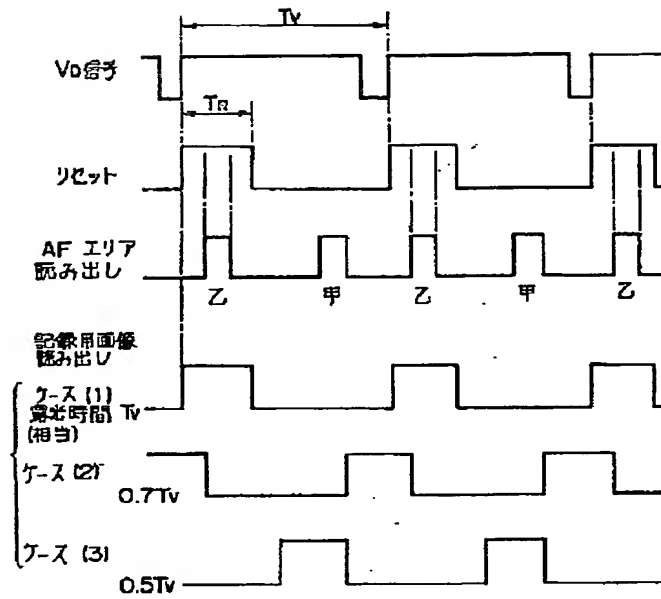 Tv
VD信号
TR
リセット
AF エリア
読み出し
乙 甲 乙 甲 乙
記録用画像
読み出し
ケース (1)
露光時間 Tv
(相当)
ケース (2)
0.7Tv
ケース (3)
0.5Tv